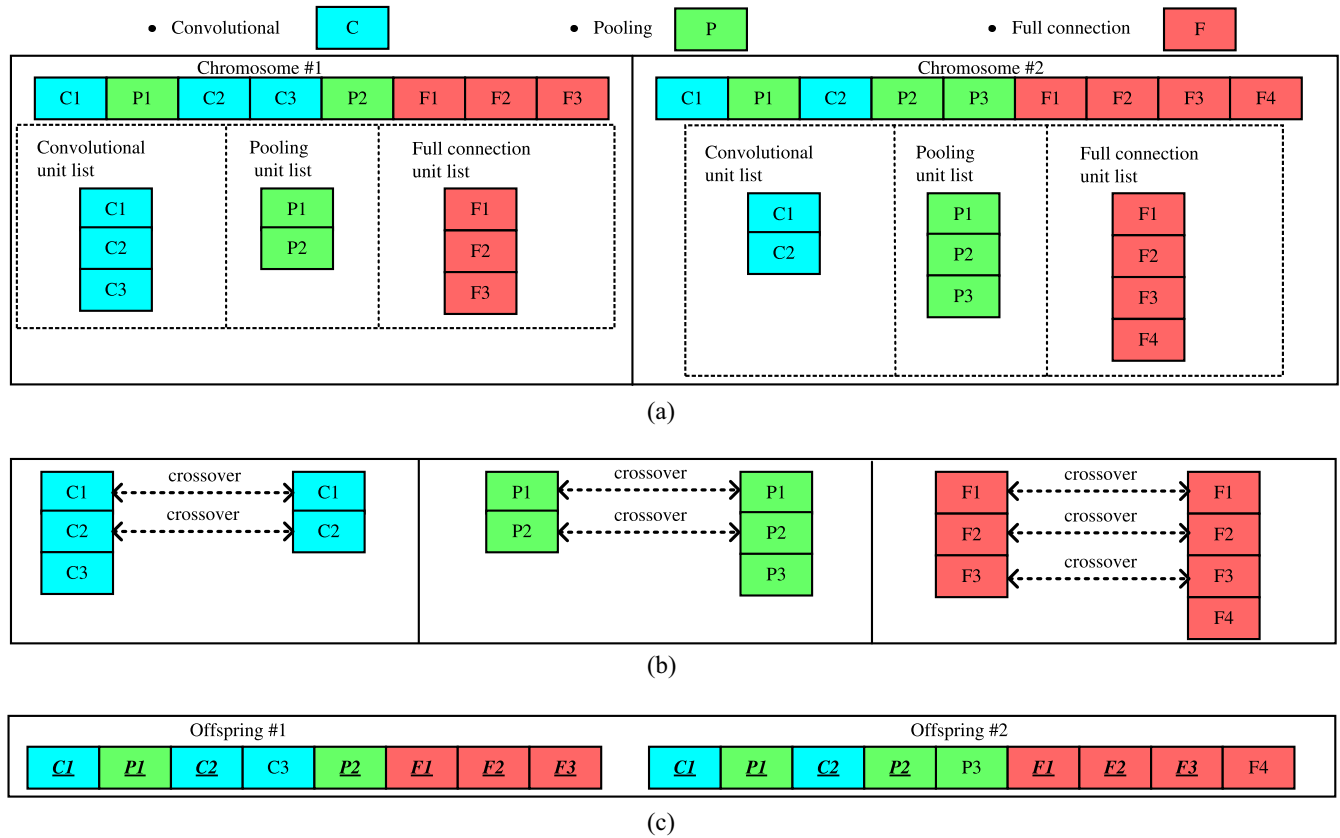 • Convolutional C • Pooling P • Full connection F
Chromosome #1 Chromosome #2
C1 P1 C2 C3 P2 F1 F2 F3 C1 P1 C2 P2 P3 F1 F2 F3 F4
Convolutional
unit list
C1
C2
C3
Pooling
unit list
P1
P2
Full connection
unit list
F1
F2
F3
Convolutional
unit list
C1
C2
Pooling
unit list
P1
P2
P3
Full connection
unit list
F1
F2
F3
F4
(a)
C1 crossover C1
C2 crossover C2
C3
P1 crossover P1
P2 crossover P2
P3
F1 crossover F1
F2 crossover F2
F3 crossover F3
F4
(b)
Offspring #1 Offspring #2
C1 P1 C2 C3 P2 F1 F2 F3 C1 P1 C2 P2 P3 F1 F2 F3 F4
(c)